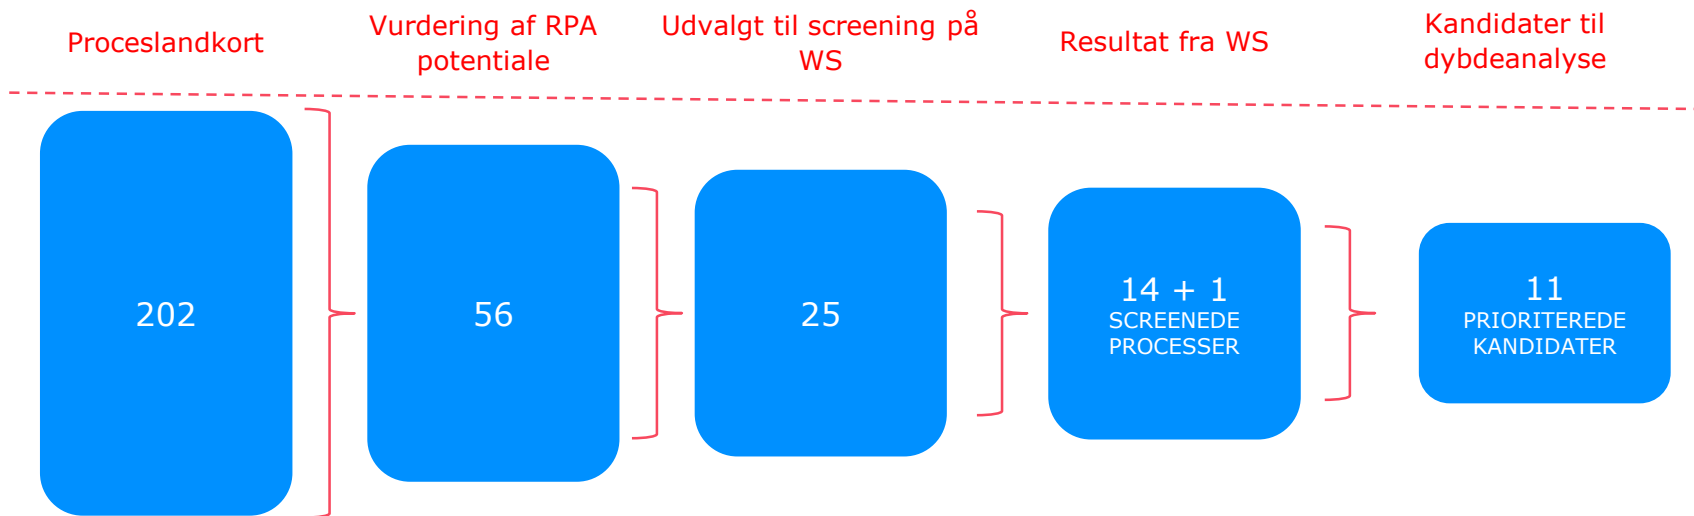 Proceslandkort
Vurdering af RPA
potentiale
Udvalgt til screening på
WS
Resultat fra WS
Kandidater til
dybdeanalyse
202
56
25
14 + 1
SCREENEDE
PROCESSER
11
PRIORITEREDE
KANDIDATER